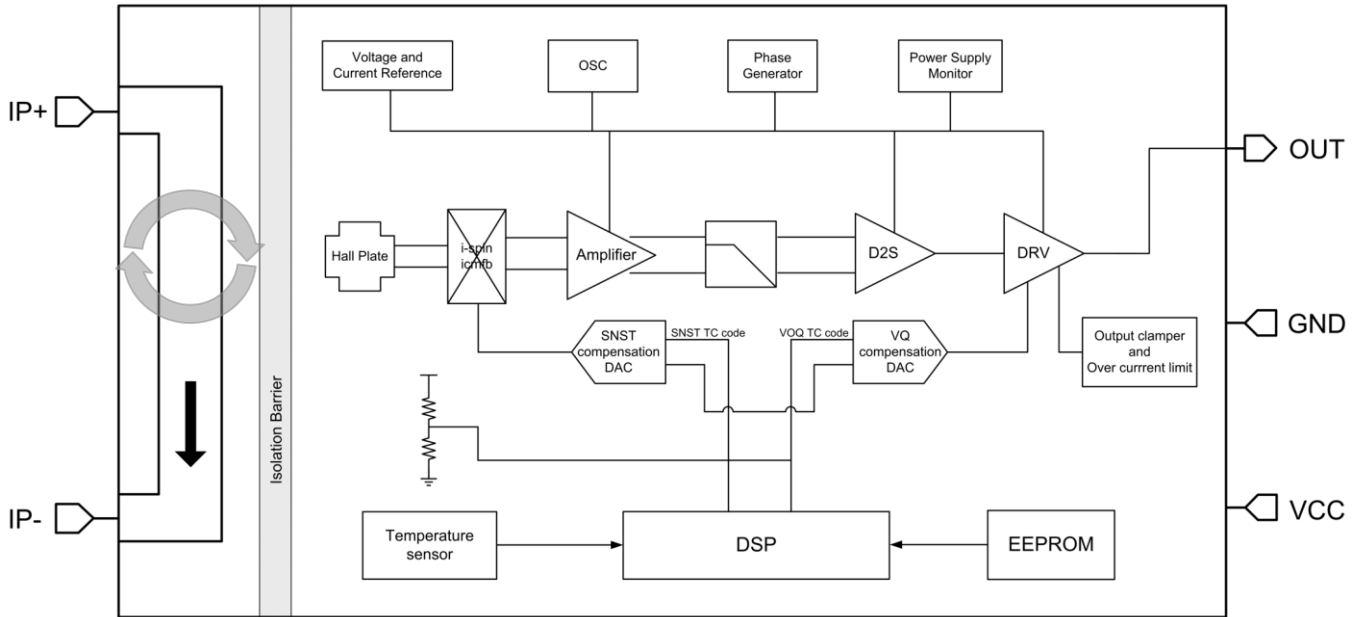 Voltage and
Current Reference
OSC
Phase
Generator
Power Supply
Monitor
IP+
OUT
Hall Plate
i-spin
icmfb
Amplifier
D2S
DRV
GND
SNST
compensation
DAC
SNST TC code
VOQ TC code
VQ
compensation
DAC
Output clamper
and
Over currrent limit
Isolation Barrier
IP-
VCC
Temperature
sensor
DSP
EEPROM